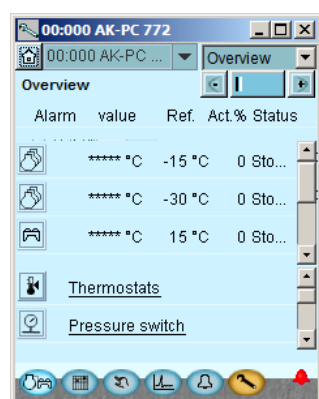 00:000 AK-PC 772
00:000 AK-PC ... Overview
Overview
Alarm value Ref. Act.% Status
***** °C -15 °C 0 Sto...
***** °C -30 °C 0 Sto...
***** °C 15 °C 0 Sto...
Thermostats
Pressure switch